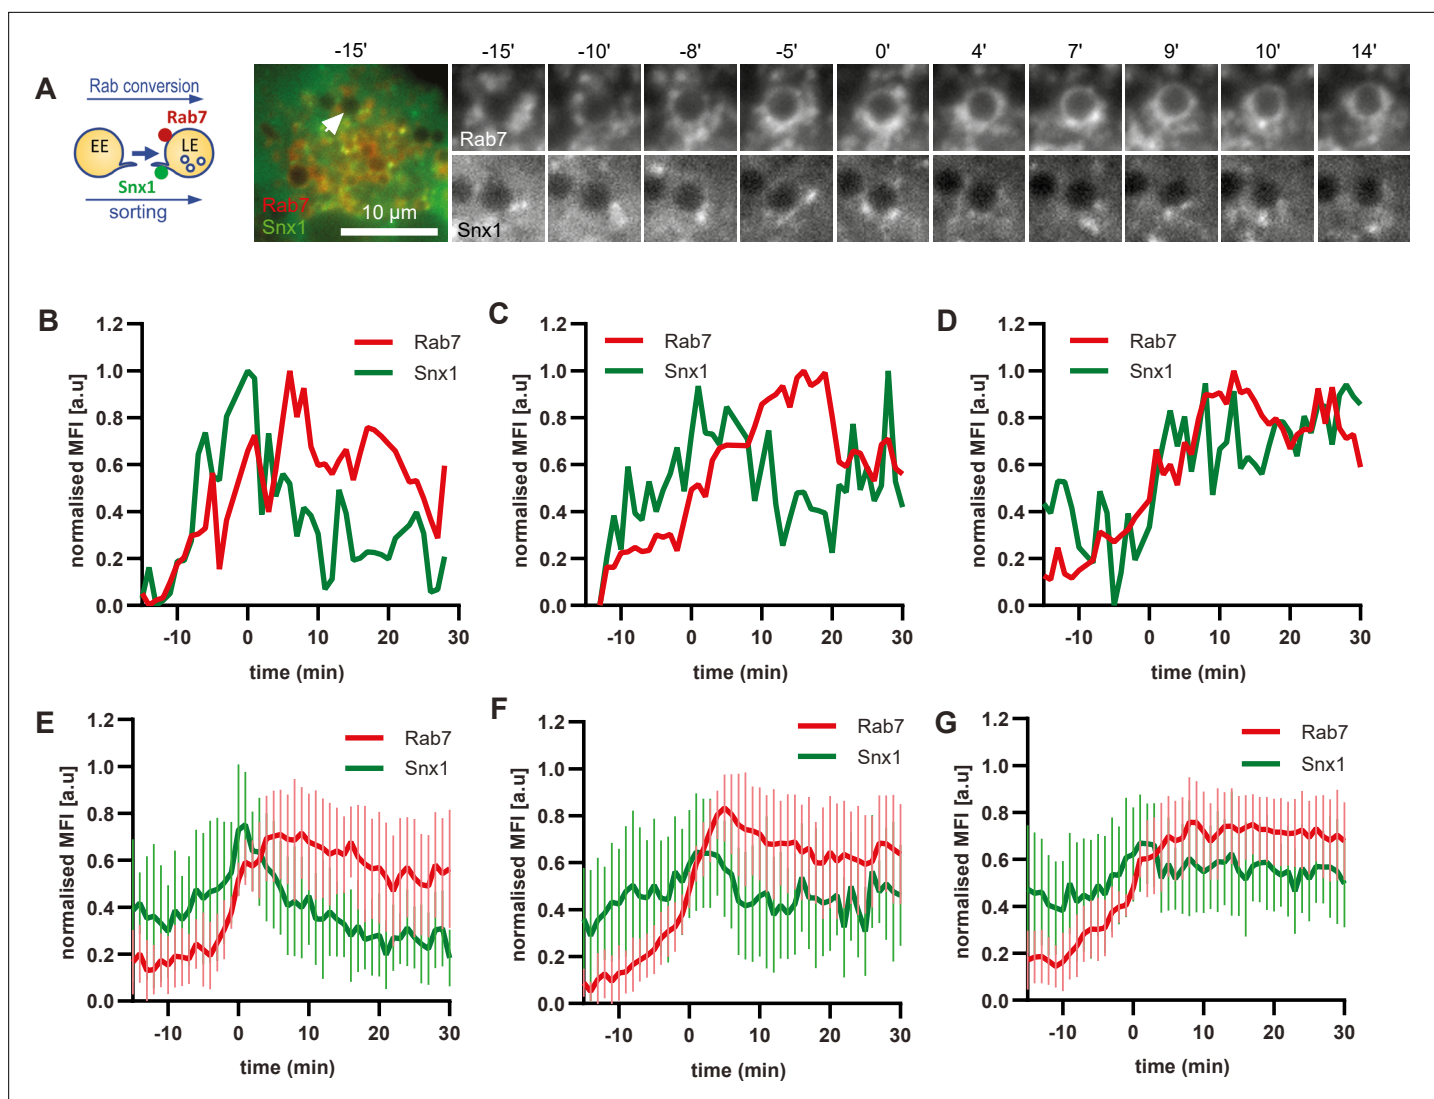 A
Rab conversion
Rab7
EE
LE
Snx1
sorting
-15'
Rab7
Snx1
10 µm
-15' -10' -8' -5' 0' 4' 7' 9' 10' 14'
Rab7
Snx1
B
normalised MFI [a.u]
1.2
1.0
0.8
0.6
0.4
0.2
0.0
-10 0 10 20 30
time (min)
Rab7
Snx1
C
normalised MFI [a.u]
1.2
1.0
0.8
0.6
0.4
0.2
0.0
-10 0 10 20 30
time (min)
Rab7
Snx1
D
normalised MFI [a.u]
1.2
1.0
0.8
0.6
0.4
0.2
0.0
-10 0 10 20 30
time (min)
Rab7
Snx1
E
normalised MFI [a.u]
1.2
1.0
0.8
0.6
0.4
0.2
0.0
-10 0 10 20 30
time (min)
Rab7
Snx1
F
normalised MFI [a.u]
1.2
1.0
0.8
0.6
0.4
0.2
0.0
-10 0 10 20 30
time (min)
Rab7
Snx1
G
normalised MFI [a.u]
1.2
1.0
0.8
0.6
0.4
0.2
0.0
-10 0 10 20 30
time (min)
Rab7
Snx1